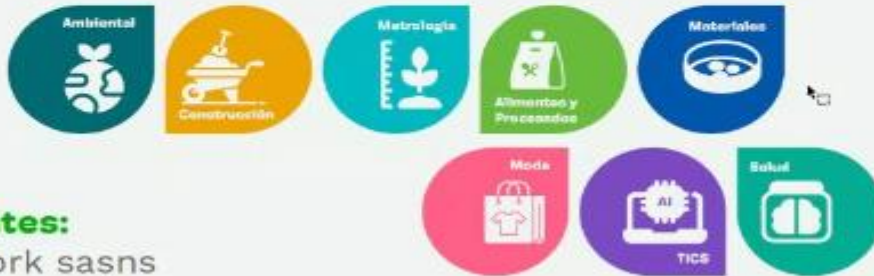 Ambiental
Construcción
Metrología
Alimentos y
Procesados
Materiales
Moda
AI
TICS
Salud
tes:
ork sasns